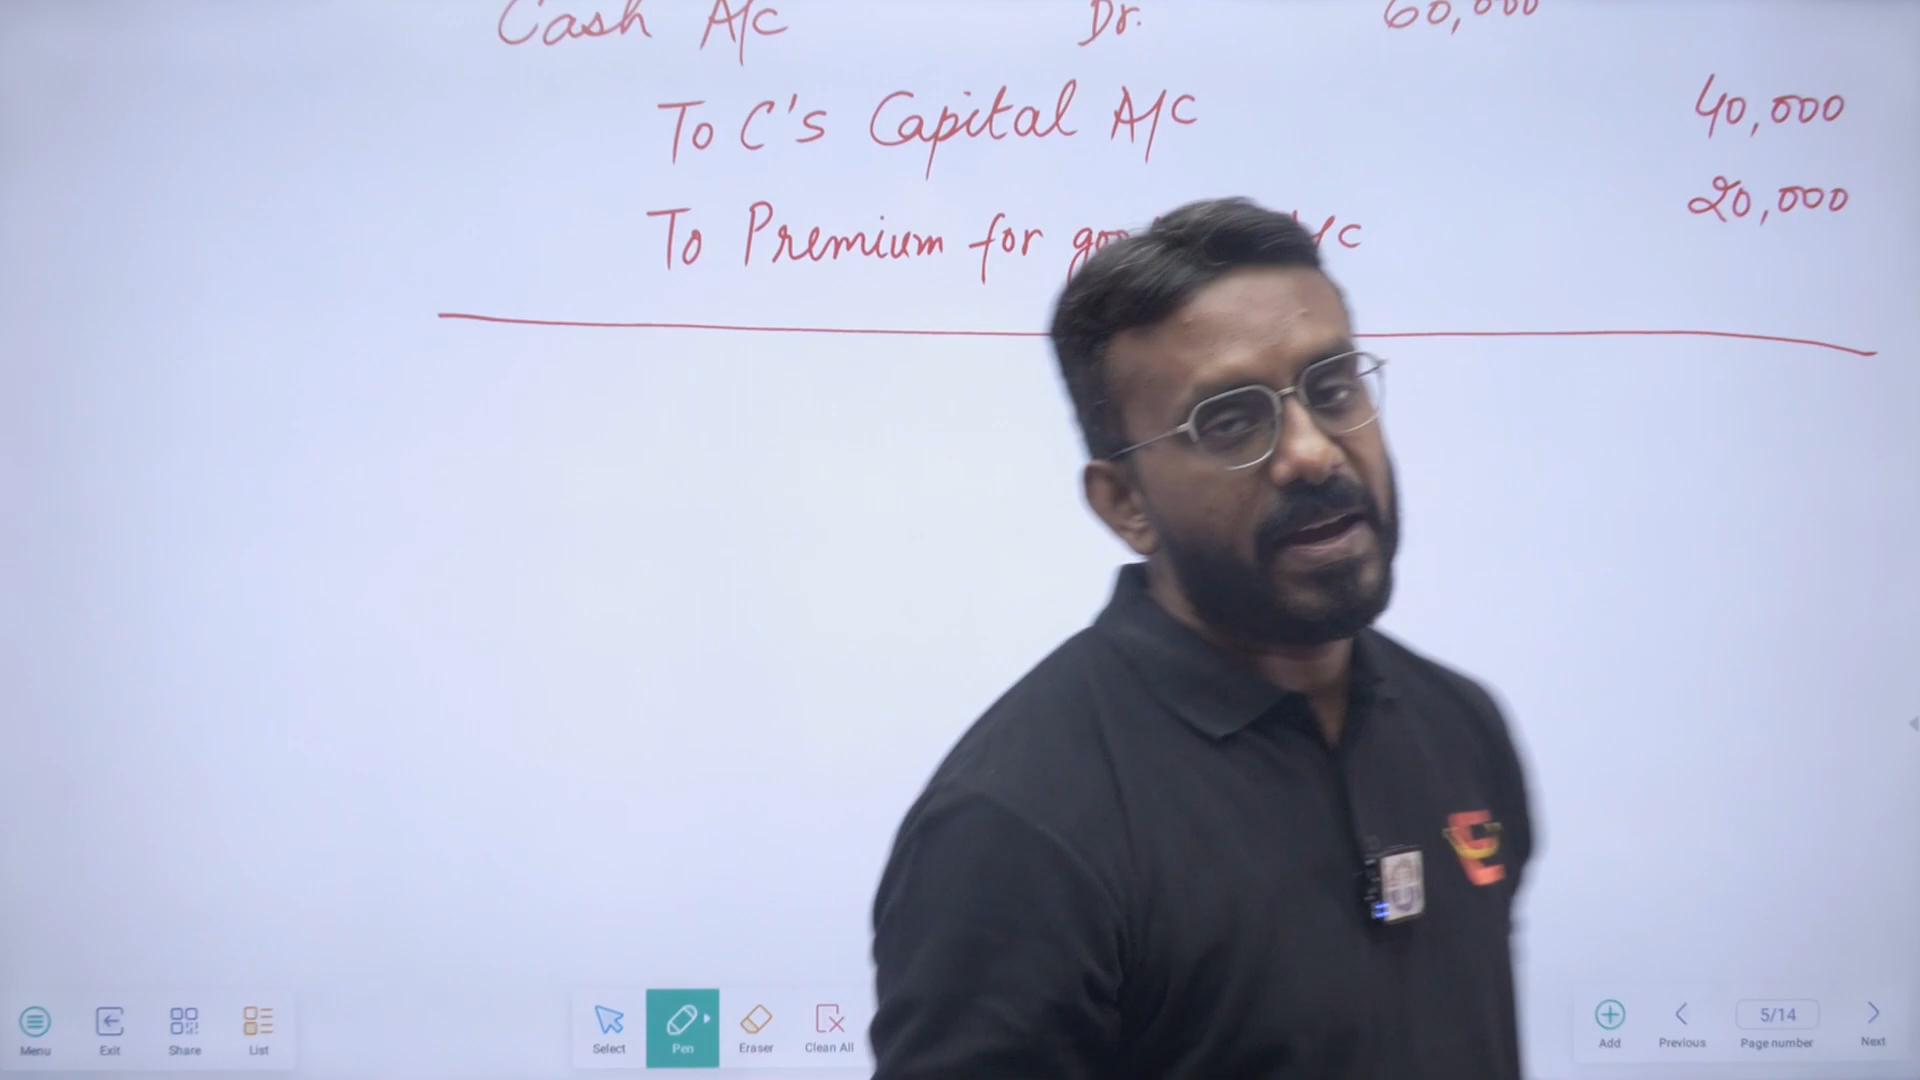 Cash A/c Dr. 60,000
To C's Capital A/c 40,000
To Premium for 20,000
Menu
Exit
Share
List
Select
Pen
Eraser
Clean All
Add
Previous
5/14
Page number
Next